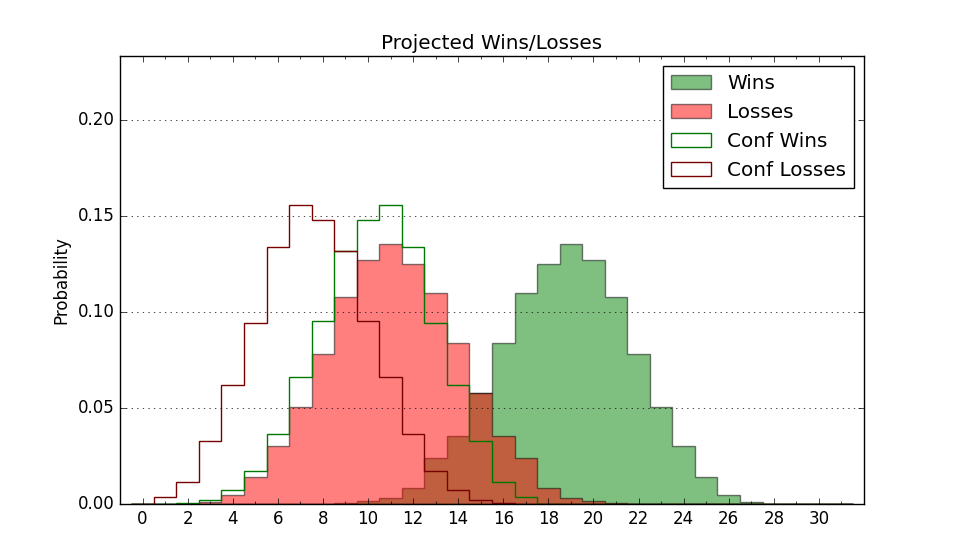 Projected Wins/Losses
Wins
Losses
Conf Wins
Conf Losses
Probability
0.20
0.15
0.10
0.05
0.00
0 2 4 6 8 10 12 14 16 18 20 22 24 26 28 30